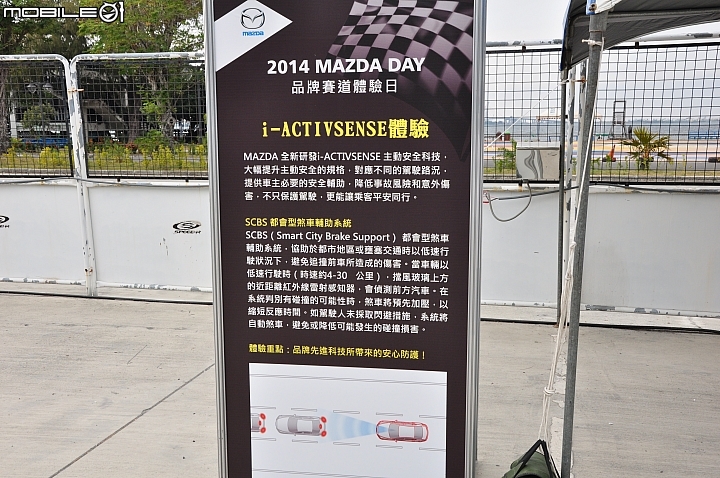 mobile01
mazda
2014 MAZDA DAY
品牌賽道體驗日
i-ACTIVSENSE體驗
MAZDA 全新研發i-ACTIVSENSE 主動安全科技，
大幅提升主動安全的規格，對應不同的駕駛路況，
提供車主必要的安全輔助，降低事故風險和意外傷
害，不只保護駕駛，更能讓乘客平安同行。
SCBS 都會型煞車輔助系統
SCBS（Smart City Brake Support） 都會型煞車
輔助系統，協助於都市地區或壅塞交通時以低速行
駛狀況下，避免追撞前車所造成的傷害。當車輛以
低速行駛時（時速約4-30 公里），擋風玻璃上方
的近距離紅外線雷射感知器，會偵測前方汽車。在
系統判別有碰撞的可能性時，煞車將預先加壓，以
縮短反應時間。如駕駛人未採取閃避措施，系統將
自動煞車，避免或降低可能發生的碰撞損害。
體驗重點：品牌先進科技所帶來的安心防護！